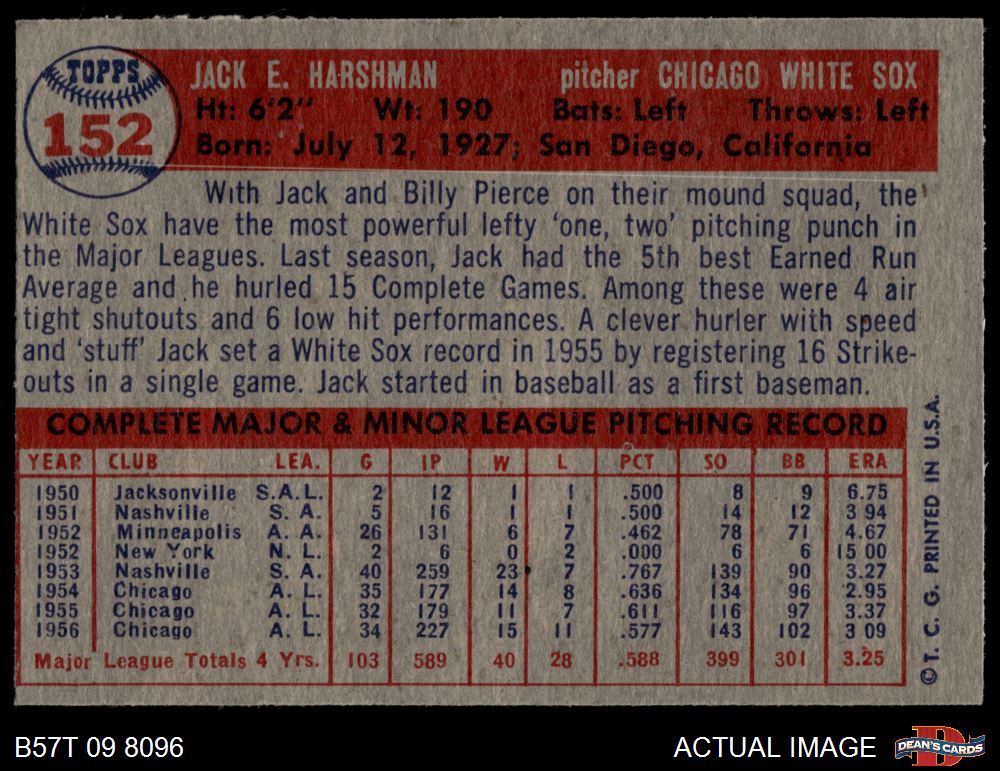 TOPPS
152
JACK E. HARSHMAN pitcher CHICAGO WHITE SOX
Ht: 6'2" Wt: 190 Bats: Left Throws: Left
Born: July 12, 1927; San Diego, California
With Jack and Billy Pierce on their mound squad, the
White Sox have the most powerful lefty 'one, two' pitching punch in
the Major Leagues. Last season, Jack had the 5th best Earned Run
Average and he hurled 15 Complete Games. Among these were 4 air
tight shutouts and 6 low hit performances. A clever hurler with speed
and 'stuff' Jack set a White Sox record in 1955 by registering 16 Strike-
outs in a single game. Jack started in baseball as a first baseman.
COMPLETE MAJOR & MINOR LEAGUE PITCHING RECORD
YEAR CLUB LEA. G IP W L PCT SO BB ERA
1950 Jacksonville S.A.L. 2 12 1 1 .500 8 9 6.75
1951 Nashville S. A. 5 16 1 1 .500 14 12 3 94
1952 Minneapolis A. A. 26 131 6 7 .462 78 71 4.67
1952 New York N. L. 2 6 0 2 .000 6 6 15 00
1953 Nashville S. A. 40 259 23 7 .767 139 90 3.27
1954 Chicago A. L. 35 177 14 8 .636 134 96 2.95
1955 Chicago A. L. 32 179 11 7 .611 116 97 3.37
1956 Chicago A. L. 34 227 15 11 .577 143 102 3 09
Major League Totals 4 Yrs. 103 589 40 28 .588 399 301 3.25
©T. C. G. PRINTED IN U.S.A.
B57T 09 8096
ACTUAL IMAGE
DEAN'S CARDS